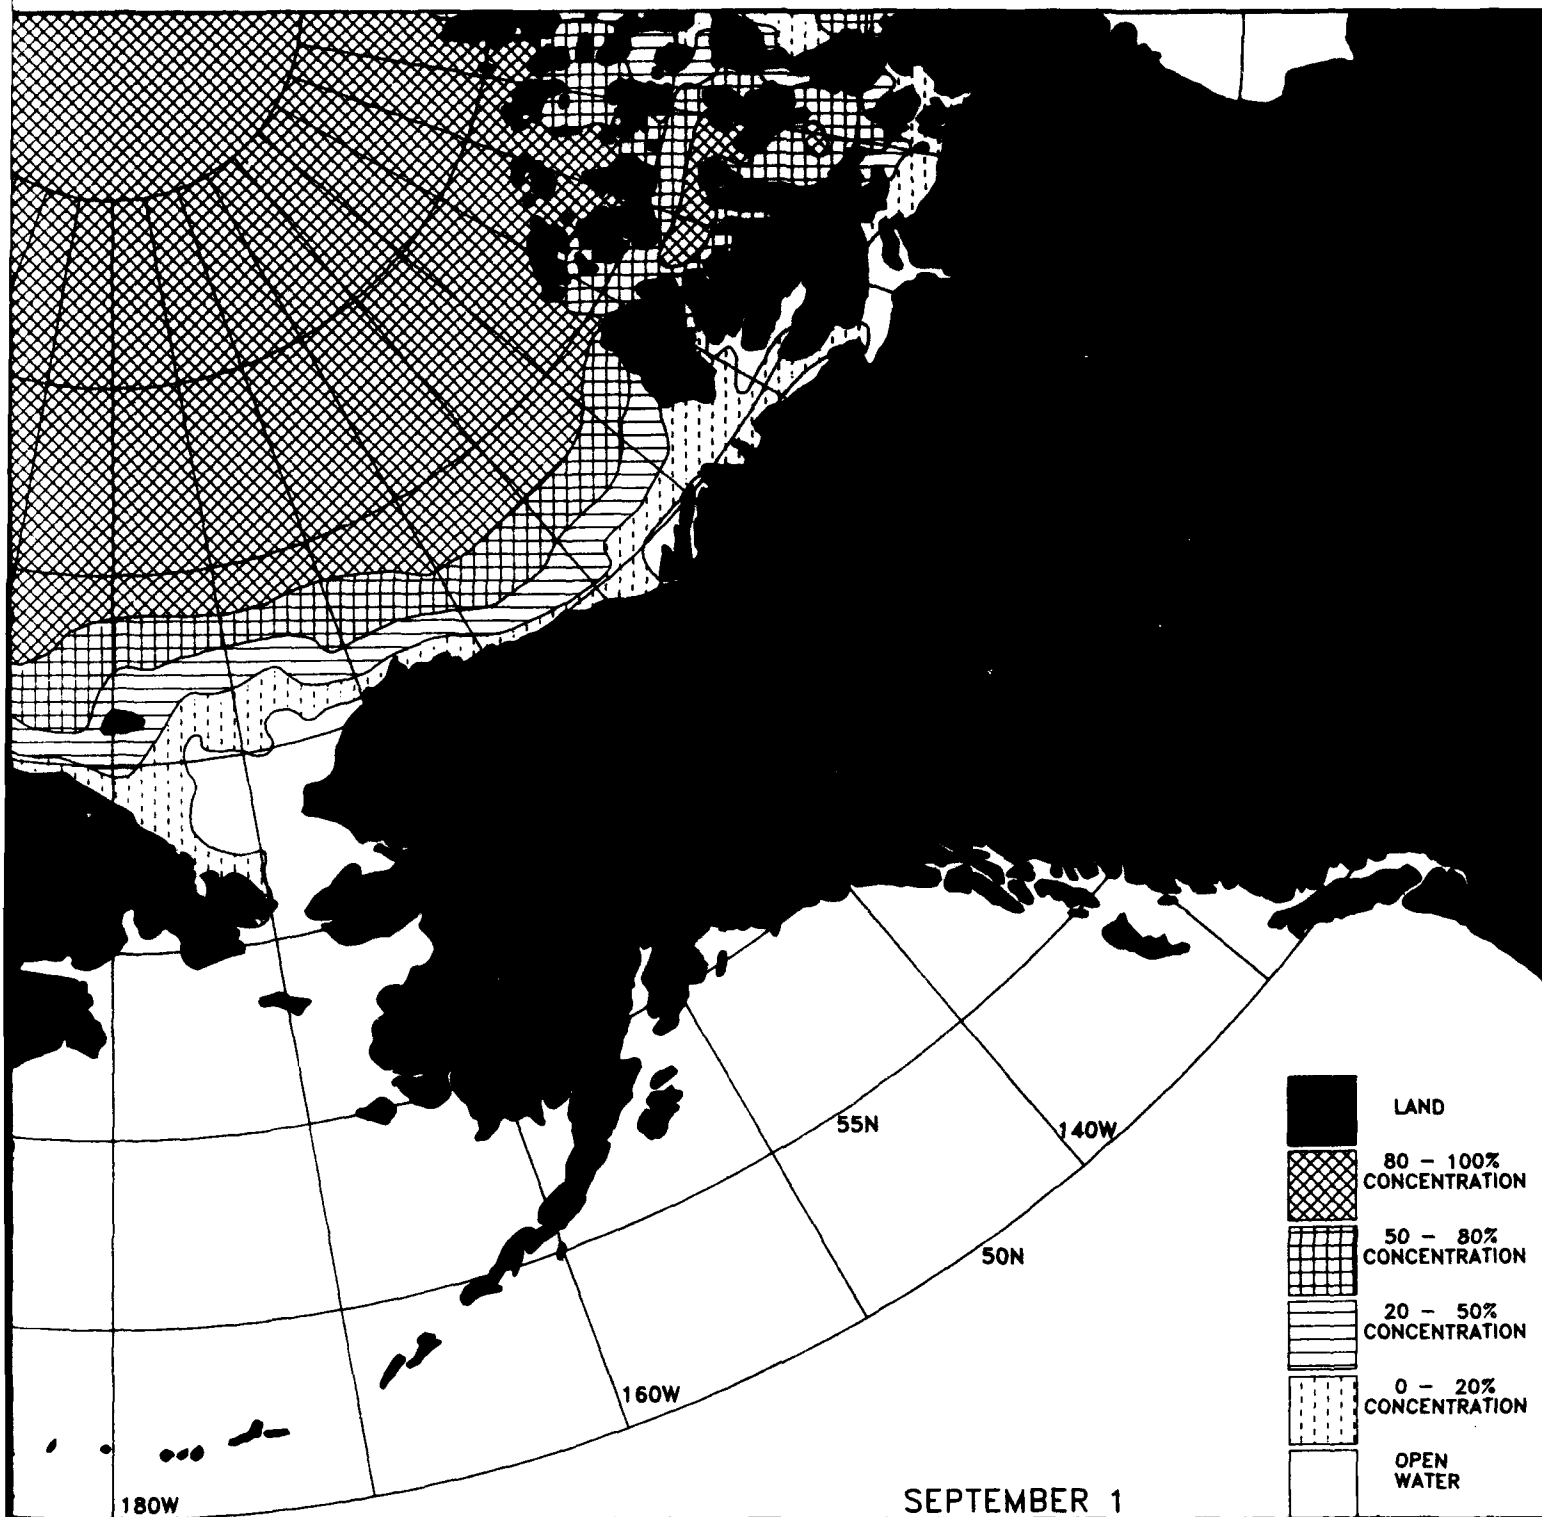 55N
140W
50N
160W
180W
SEPTEMBER 1
LAND
80 - 100%
CONCENTRATION
50 - 80%
CONCENTRATION
20 - 50%
CONCENTRATION
0 - 20%
CONCENTRATION
OPEN
WATER